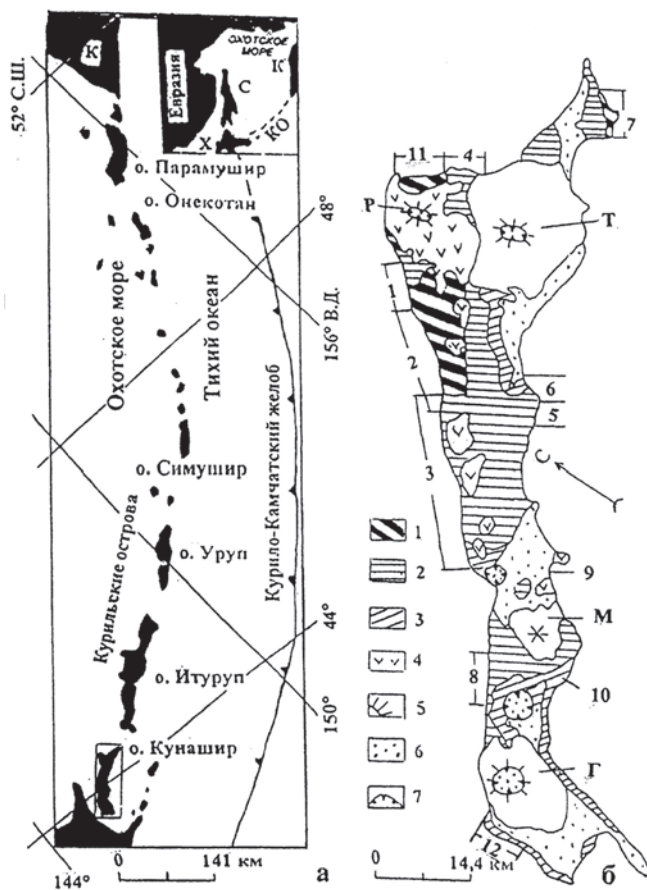 ОХОТСКОЕ
МОРЕ
К
К
С
Евразия
КО
Х
52° С.Ш.
о. Парамушир
о. Онекотан
48°
Охотское море
Тихий океан
156° В.Д.
Курило-Камчатский желоб
о. Симушир
Курильские острова
о. Уруп
44°
о. Итуруп
150°
о. Кунашир
144°
0
141 км
а
7
11
4
Р
Т
1
2
6
5
3
С
1
2
3
4
5
6
7
9
М
8
10
Г
12
0
14,4 км
б